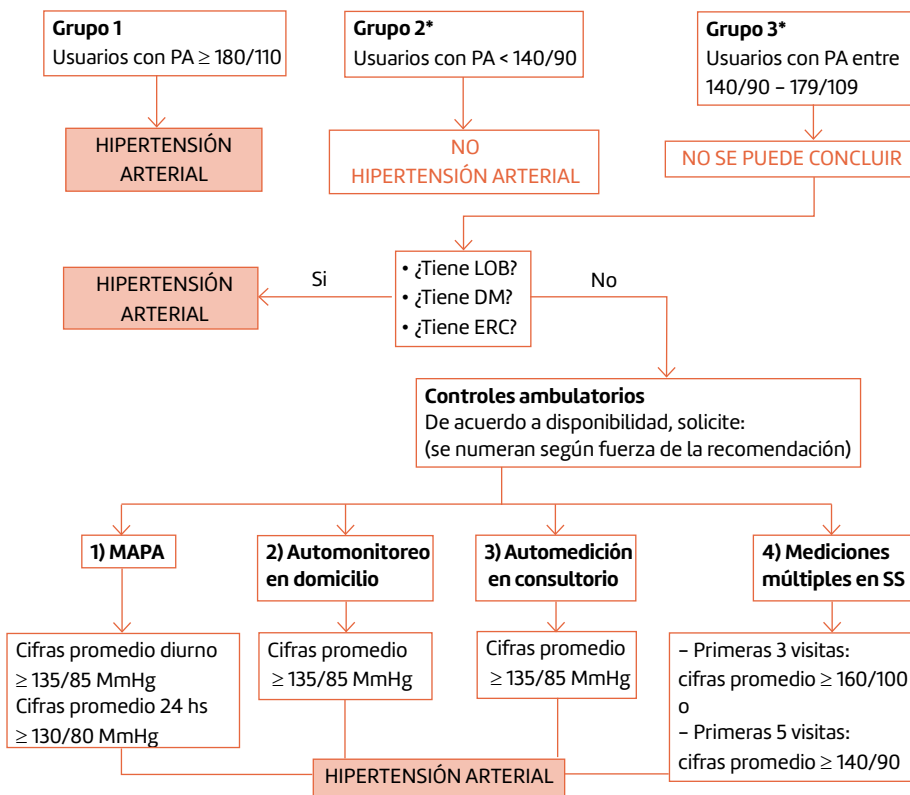 Grupo 1
Usuarios con PA ≥ 180/110
Grupo 2*
Usuarios con PA < 140/90
Grupo 3*
Usuarios con PA entre
140/90 – 179/109
HIPERTENSIÓN
ARTERIAL
NO
HIPERTENSIÓN ARTERIAL
NO SE PUEDE CONCLUIR
HIPERTENSIÓN
ARTERIAL
Si
• ¿Tiene LOB?
• ¿Tiene DM?
• ¿Tiene ERC?
No
Controles ambulatorios
De acuerdo a disponibilidad, solicite:
(se numeran según fuerza de la recomendación)
1) MAPA
2) Automonitoreo
en domicilio
3) Automedición
en consultorio
4) Mediciones
múltiples en SS
Cifras promedio diurno
≥ 135/85 MmHg
Cifras promedio 24 hs
≥ 130/80 MmHg
Cifras promedio
≥ 135/85 MmHg
Cifras promedio
≥ 135/85 MmHg
– Primeras 3 visitas:
cifras promedio ≥ 160/100
o
– Primeras 5 visitas:
cifras promedio ≥ 140/90
HIPERTENSIÓN ARTERIAL